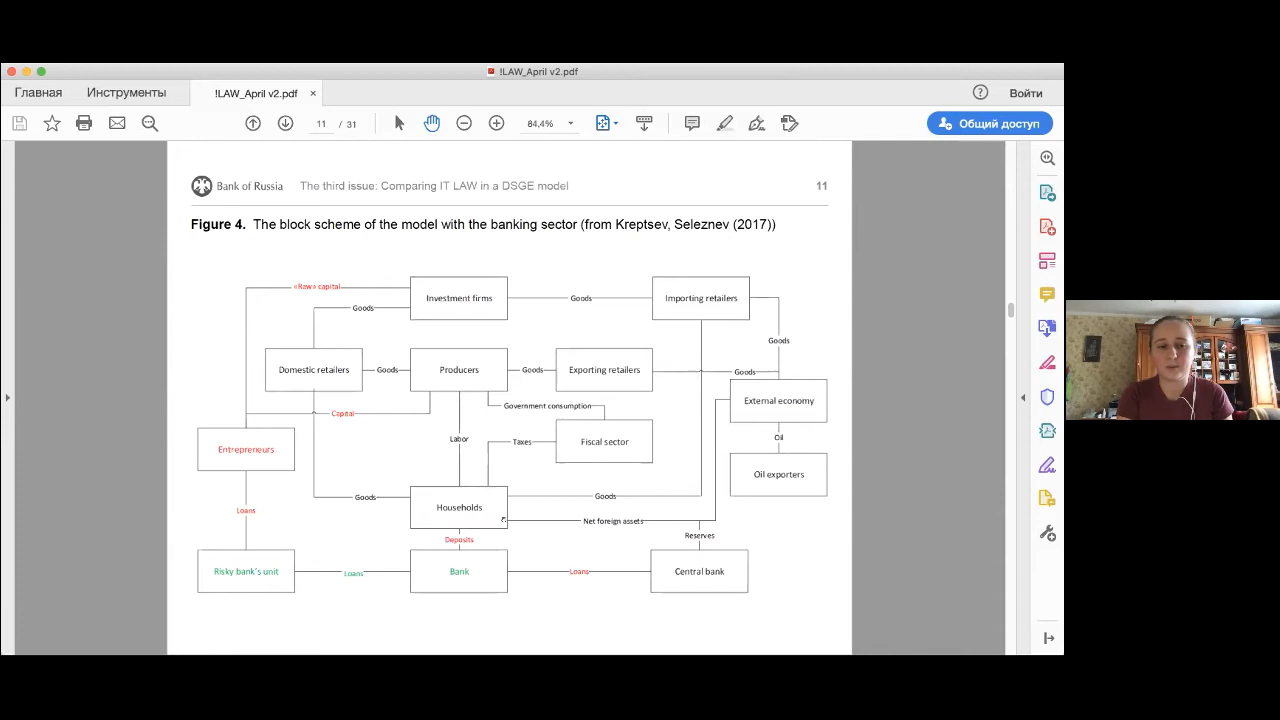 !LAW_April v2.pdf
Главная
Инструменты
!LAW_April v2.pdf
×
Войти
11 / 31
84,4%
Общий доступ
Bank of Russia
The third issue: Comparing IT LAW in a DSGE model
11
Figure 4. The block scheme of the model with the banking sector (from Kreptsev, Seleznev (2017))
«Raw» capital
Investment firms
Goods
Importing retailers
Goods
Goods
Domestic retailers
Goods
Producers
Goods
Exporting retailers
Goods
External economy
Government consumption
Capital
Entrepreneurs
Labor
Taxes
Fiscal sector
Oil
Oil exporters
Goods
Households
Goods
Loans
Net foreign assets
Deposits
Reserves
Risky bank's unit
Loans
Bank
Loans
Central bank